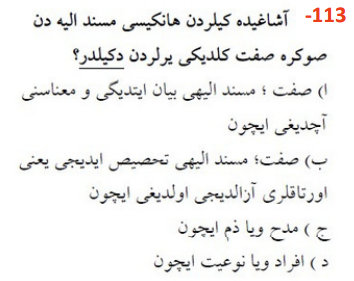 113- آشاغیده کیلردن هانکیسی مسند الیه دن
صوکره صفت کلدیکی یرلردن دکیلدر؟
ا) صفت ؛ مسند الیهی بیان ایتدیگی و معناسنی
آچدیغی ایچون
ب) صفت؛ مسند الیهی تحصیص ایدیجی یعنی
اورتاقلری آزالدیجی اولدیغی ایچون
ج ) مدح ویا ذم ایچون
د ) افراد ویا نوعیت ایچون